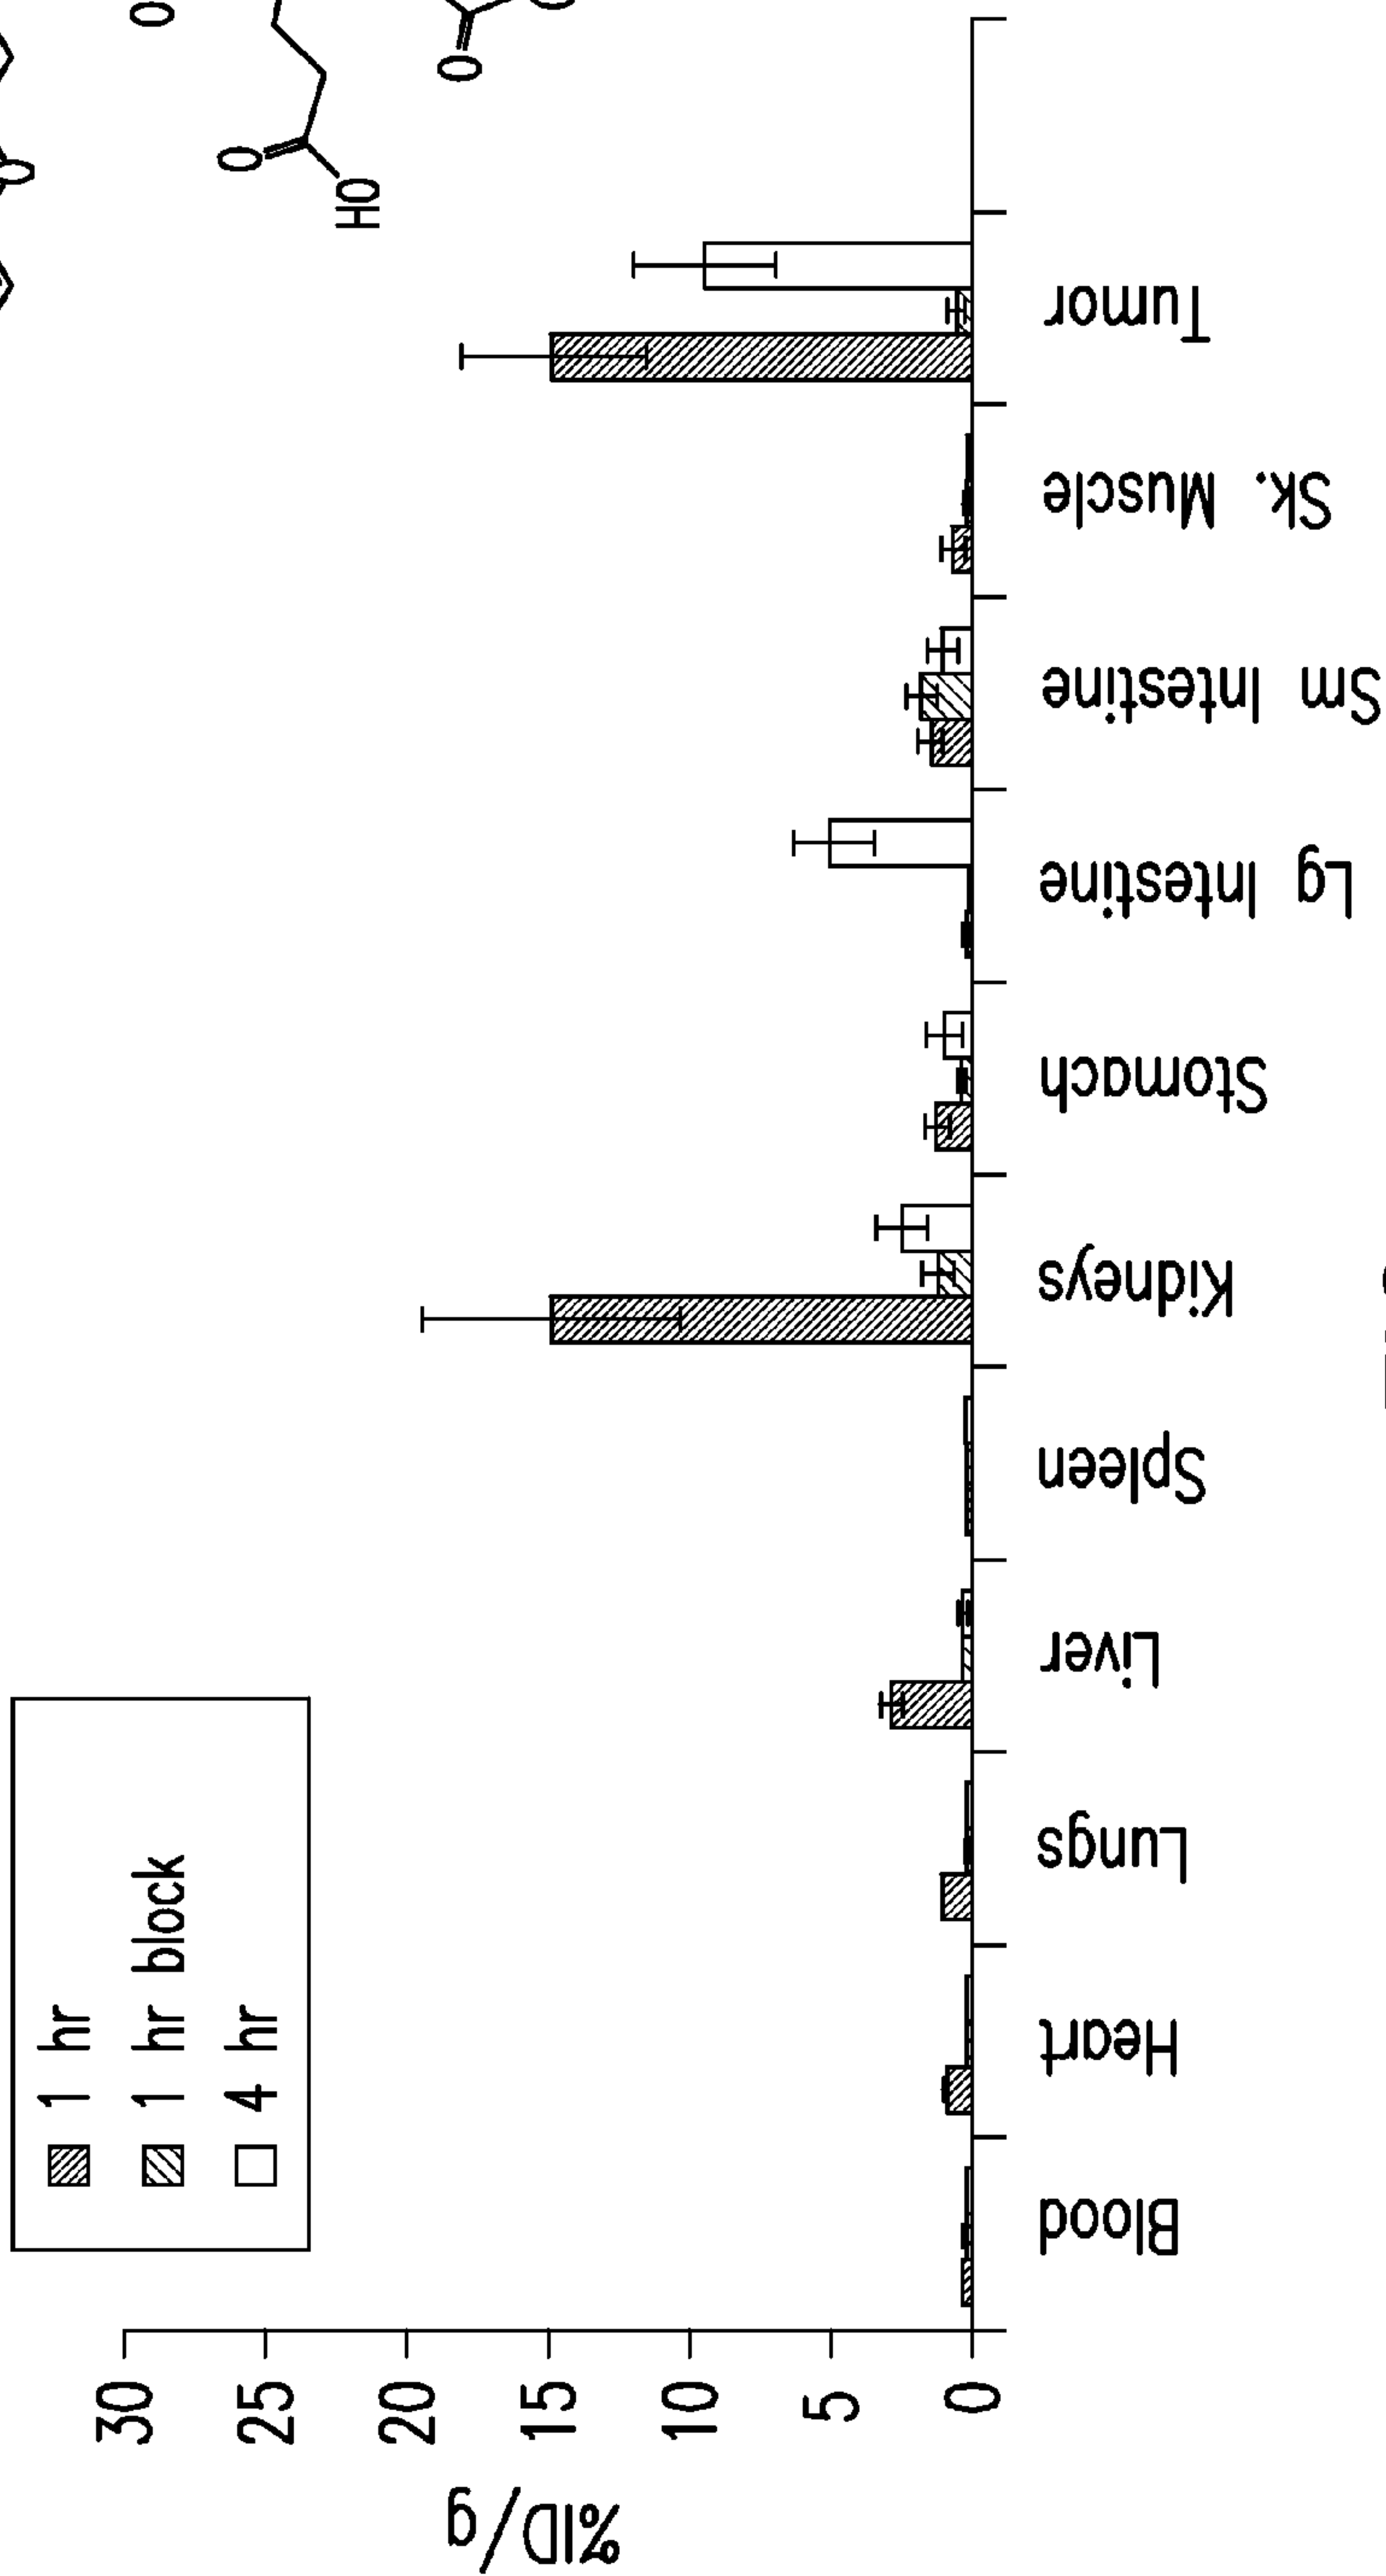 O
O
O
O
HO
1 hr
1 hr block
4 hr
%ID/g
30
25
20
15
10
5
0
Blood
Heart
Lungs
Liver
Spleen
Kidneys
Stomach
Lg Intestine
Sm Intestine
Sk. Muscle
Tumor